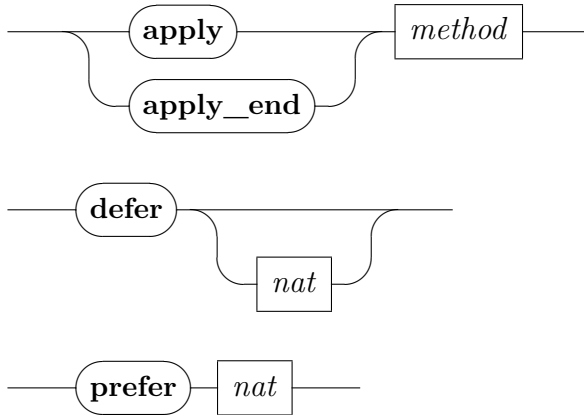 apply method
apply_end
defer
nat
prefer nat